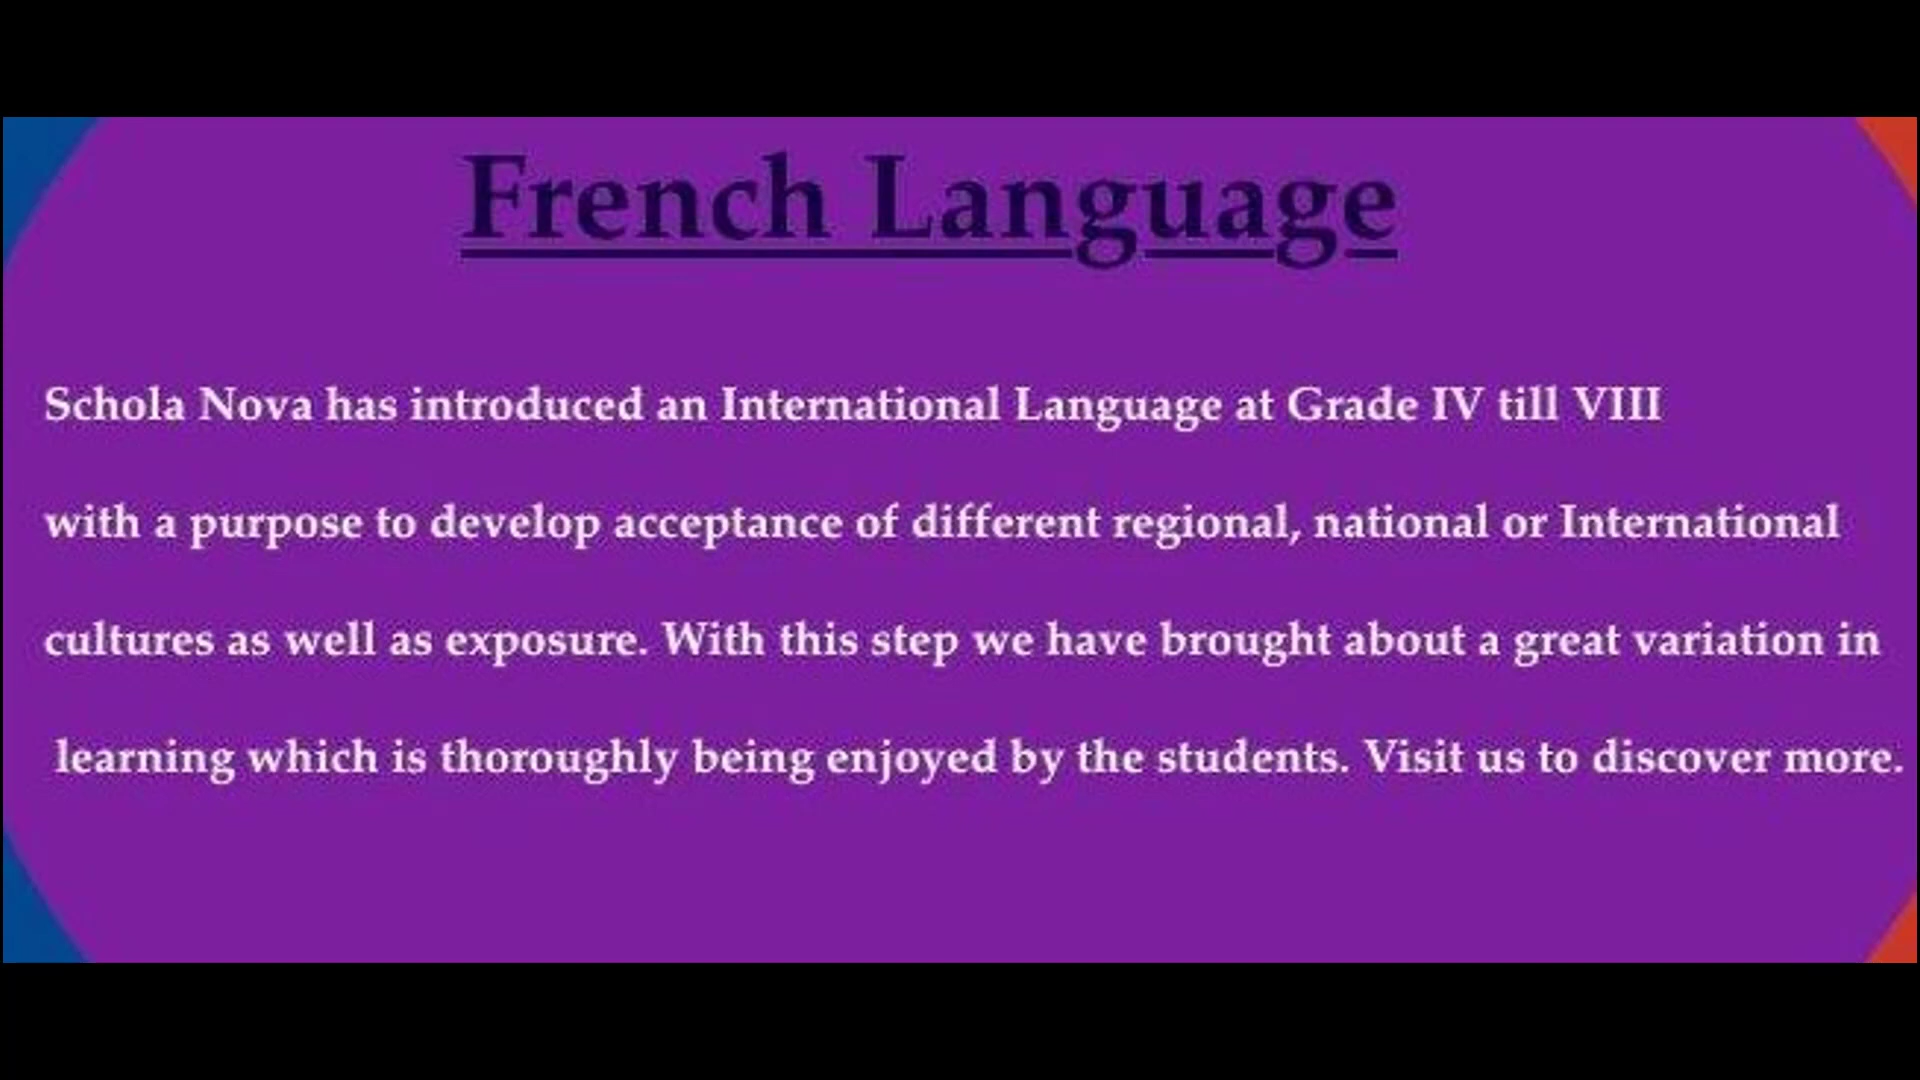 French Language
Schola Nova has introduced an International Language at Grade IV till VIII
with a purpose to develop acceptance of different regional, national or International
cultures as well as exposure. With this step we have brought about a great variation in
learning which is thoroughly being enjoyed by the students. Visit us to discover more.